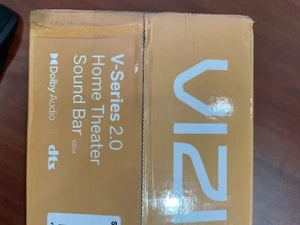 V-Series 2.0
Home Theater
Sound Bar
Dolby Audio
dts
VIZI